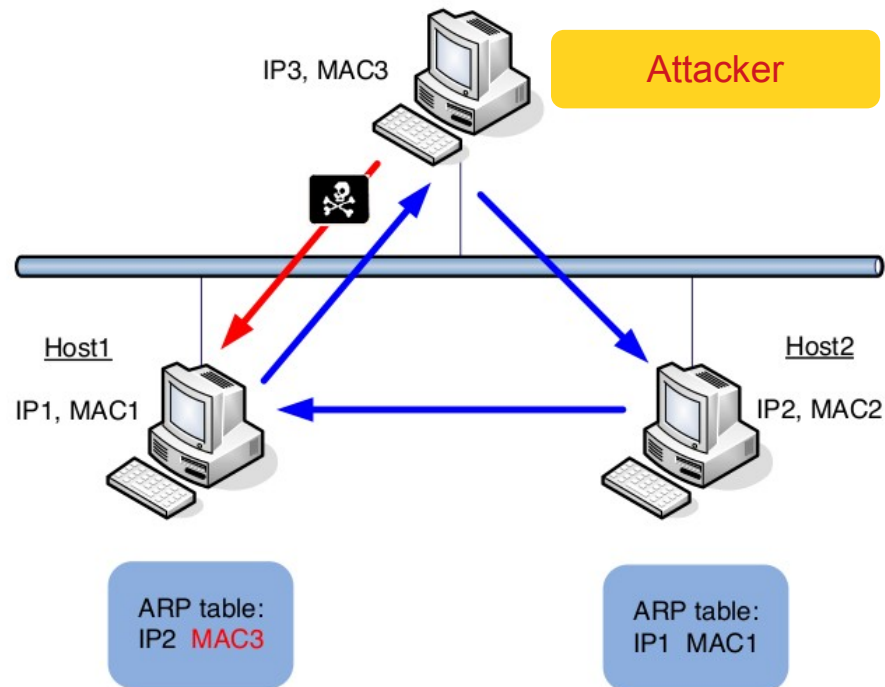 IP3, MAC3
Attacker
Host1
IP1, MAC1
Host2
IP2, MAC2
ARP table:
IP2 MAC3
ARP table:
IP1 MAC1